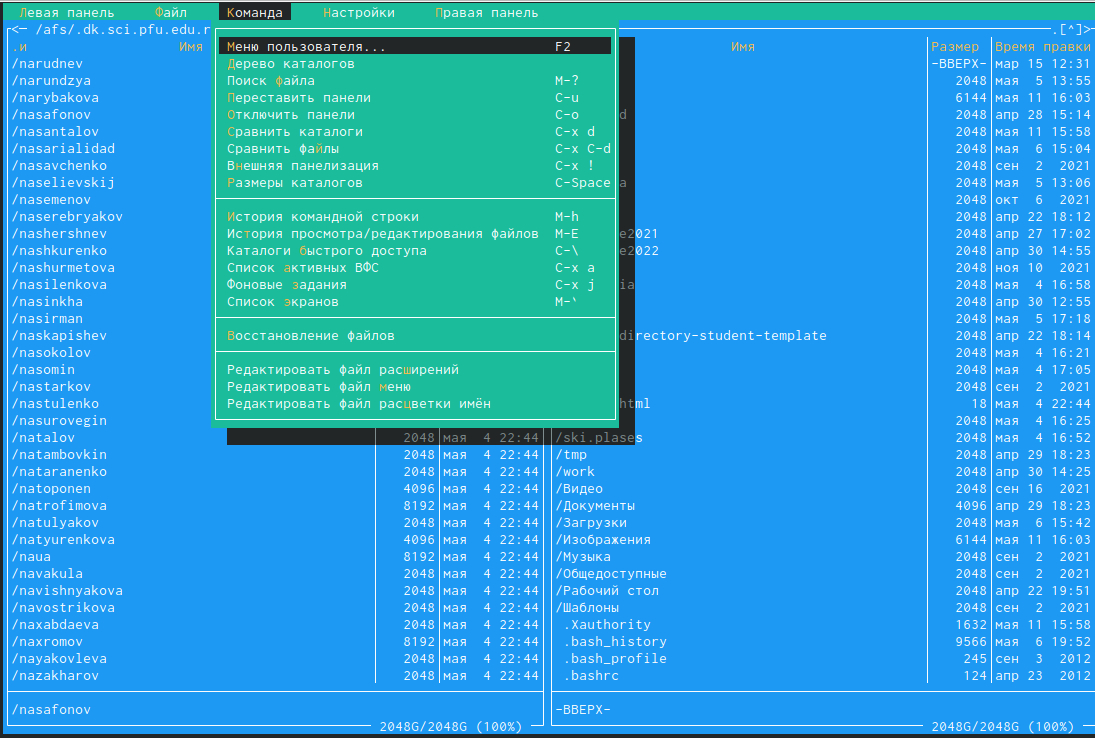 Левая панель Файл Команда Настройки Правая панель
<─ /afs/.dk.sci.pfu.edu.r .[^]>
.и Имя Меню пользователя... F2 Имя Размер Время правки
/narudnev Дерево каталогов -ВВЕРХ- мар 15 12:31
/narundzya Поиск файла M-? 2048 мая 5 13:55
/narybakova Переставить панели C-u 6144 мая 11 16:03
/nasafonov Отключить панели C-o d 2048 апр 28 15:14
/nasantalov Сравнить каталоги C-x d 2048 мая 11 15:58
/nasarialidad Сравнить файлы C-x C-d 2048 мая 6 15:04
/nasavchenko Внешняя панелизация C-x ! 2048 сен 2 2021
/naselievskij Размеры каталогов C-Space a 2048 мая 5 13:06
/nasemenov 2048 окт 6 2021
/naserebryakov История командной строки M-h 2048 апр 22 18:12
/nashershnev История просмотра/редактирования файлов M-E e2021 2048 апр 27 17:02
/nashkurenko Каталоги быстрого доступа C-\ e2022 2048 апр 30 14:55
/nashurmetova Список активных ВФС C-x a 2048 ноя 10 2021
/nasilenkova Фоновые задания C-x j ia 2048 мая 4 16:58
/nasinkha Список экранов M-` 2048 апр 30 12:55
/nasirman 2048 мая 5 17:18
/naskapishev Восстановление файлов directory-student-template 2048 апр 22 18:14
/nasokolov 2048 мая 4 16:21
/nasomin Редактировать файл расширений 2048 мая 4 17:05
/nastarkov Редактировать файл меню 2048 сен 2 2021
/nastulenko Редактировать файл расцветки имён html 18 мая 4 22:44
/nasurovegin 2048 мая 4 16:25
/natalov 2048 мая 4 22:44 /ski.plases 2048 мая 4 16:52
/natambovkin 2048 мая 4 22:44 /tmp 2048 апр 29 18:23
/nataranenko 2048 мая 4 22:44 /work 2048 апр 30 14:25
/natoponen 4096 мая 4 22:44 /Видео 2048 сен 16 2021
/natrofimova 8192 мая 4 22:44 /Документы 4096 апр 29 18:23
/natulyakov 2048 мая 4 22:44 /Загрузки 2048 мая 6 15:42
/natyurenkova 4096 мая 4 22:44 /Изображения 6144 мая 11 16:03
/naua 8192 мая 4 22:44 /Музыка 2048 сен 2 2021
/navakula 2048 мая 4 22:44 /Общедоступные 2048 сен 2 2021
/navishnyakova 2048 мая 4 22:44 /Рабочий стол 2048 апр 22 19:51
/navostrikova 2048 мая 4 22:44 /Шаблоны 2048 сен 2 2021
/naxabdaeva 2048 мая 4 22:44 .Xauthority 1632 мая 11 15:58
/naxromov 8192 мая 4 22:44 .bash_history 9566 мая 6 19:52
/nayakovleva 2048 мая 4 22:44 .bash_profile 245 сен 3 2012
/nazakharov 2048 мая 4 22:44 .bashrc 124 апр 23 2012
/nasafonov -ВВЕРХ-
2048G/2048G (100%) 2048G/2048G (100%)